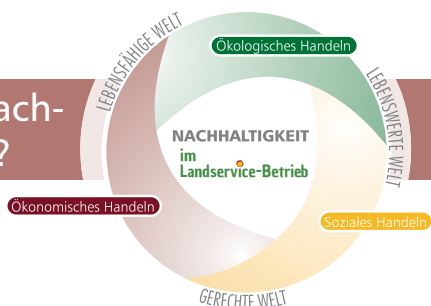 ach-
?
LEBENSFÄHIGE WELT
Ökologisches Handeln
LEBENSWERTE WELT
NACHHALTIGKEIT
im
Landservice-Betrieb
Ökonomisches Handeln
Soziales Handeln
GERECHTE WELT